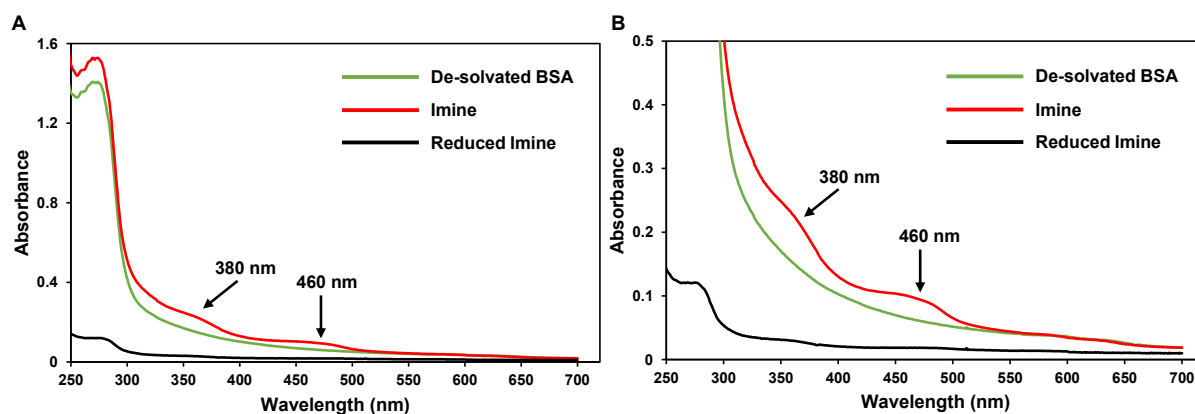 A
1.6
1.2
0.8
0.4
0
Absorbance
De-solvated BSA
Imine
Reduced Imine
380 nm
460 nm
250 300 350 400 450 500 550 600 650 700
Wavelength (nm)
B
0.5
0.4
0.3
0.2
0.1
0
Absorbance
De-solvated BSA
Imine
Reduced Imine
380 nm
460 nm
250 300 350 400 450 500 550 600 650 700
Wavelength (nm)